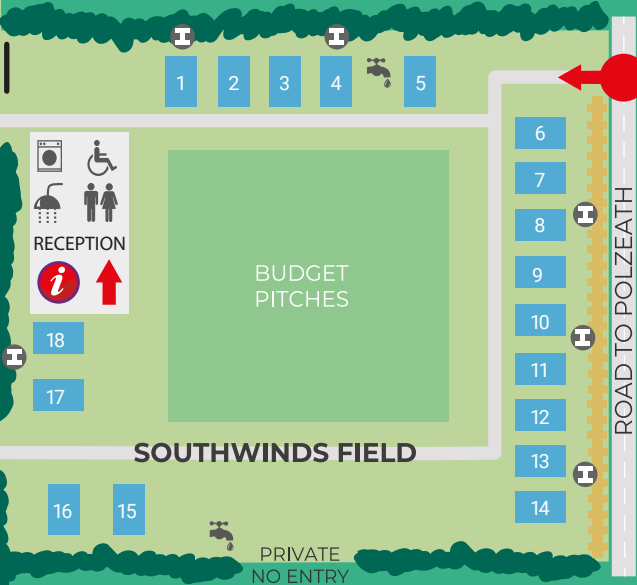 1
2
3
4
5
6
7
8
9
10
11
12
13
14
RECEPTION
i
BUDGET
PITCHES
18
17
SOUTHWINDS FIELD
16
15
PRIVATE
NO ENTRY
ROAD TO POLZEATH